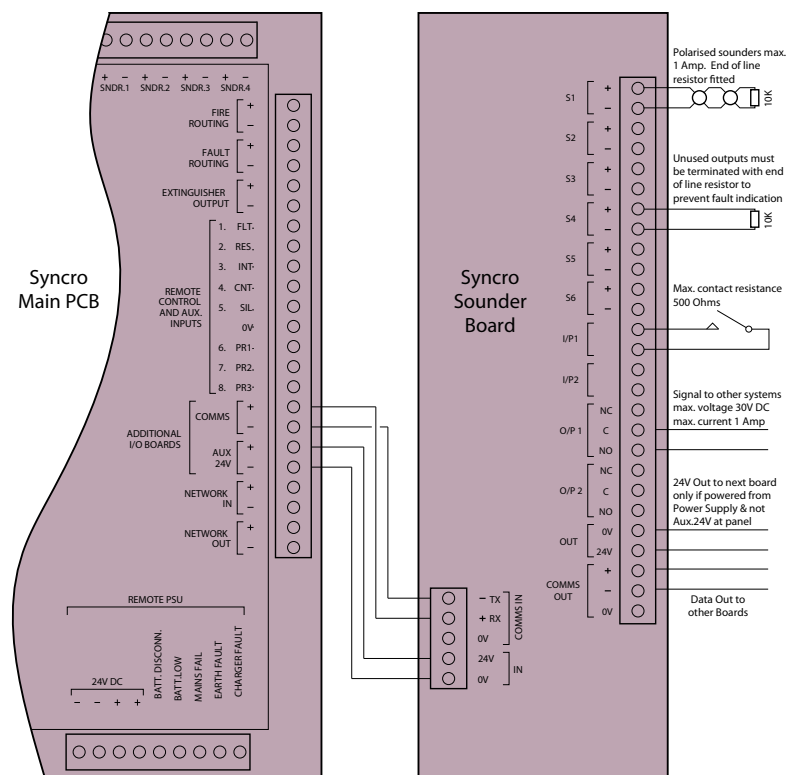 + − + − + − + −
SNDR.1 SNDR.2 SNDR.3 SNDR.4
FIRE
ROUTING
+
−
FAULT
ROUTING
+
−
EXTINGUISHER
OUTPUT
+
−
REMOTE
CONTROL
AND AUX.
INPUTS
1. FLT-
2. RES.
3. INT-
4. CNT-
5. SIL.
0V-
6. PR1-
7. PR2.
8. PR3-
ADDITIONAL
I/O BOARDS
COMMS
+
−
AUX
24V
+
−
NETWORK
IN
+
−
NETWORK
OUT
+
−
Syncro
Main PCB
REMOTE PSU
24V DC
− − + +
BATT. DISCONN.
BATT.LOW
MAINS FAIL
EARTH FAULT
CHARGER FAULT
Syncro
Sounder
Board
S1
+
−
S2
+
−
S3
+
−
S4
+
−
S5
+
−
S6
+
−
I/P1
I/P2
O/P 1
NC
C
NO
O/P 2
NC
C
NO
OUT
0V
24V
COMMS
OUT
+
−
0V
− TX
+ RX
0V
COMMS IN
24V
0V
IN
Polarised sounders max.
1 Amp. End of line
resistor fitted
10K
Unused outputs must
be terminated with end
of line resistor to
prevent fault indication
10K
Max. contact resistance
500 Ohms
Signal to other systems
max. voltage 30V DC
max. current 1 Amp
24V Out to next board
only if powered from
Power Supply & not
Aux.24V at panel
Data Out to
other Boards